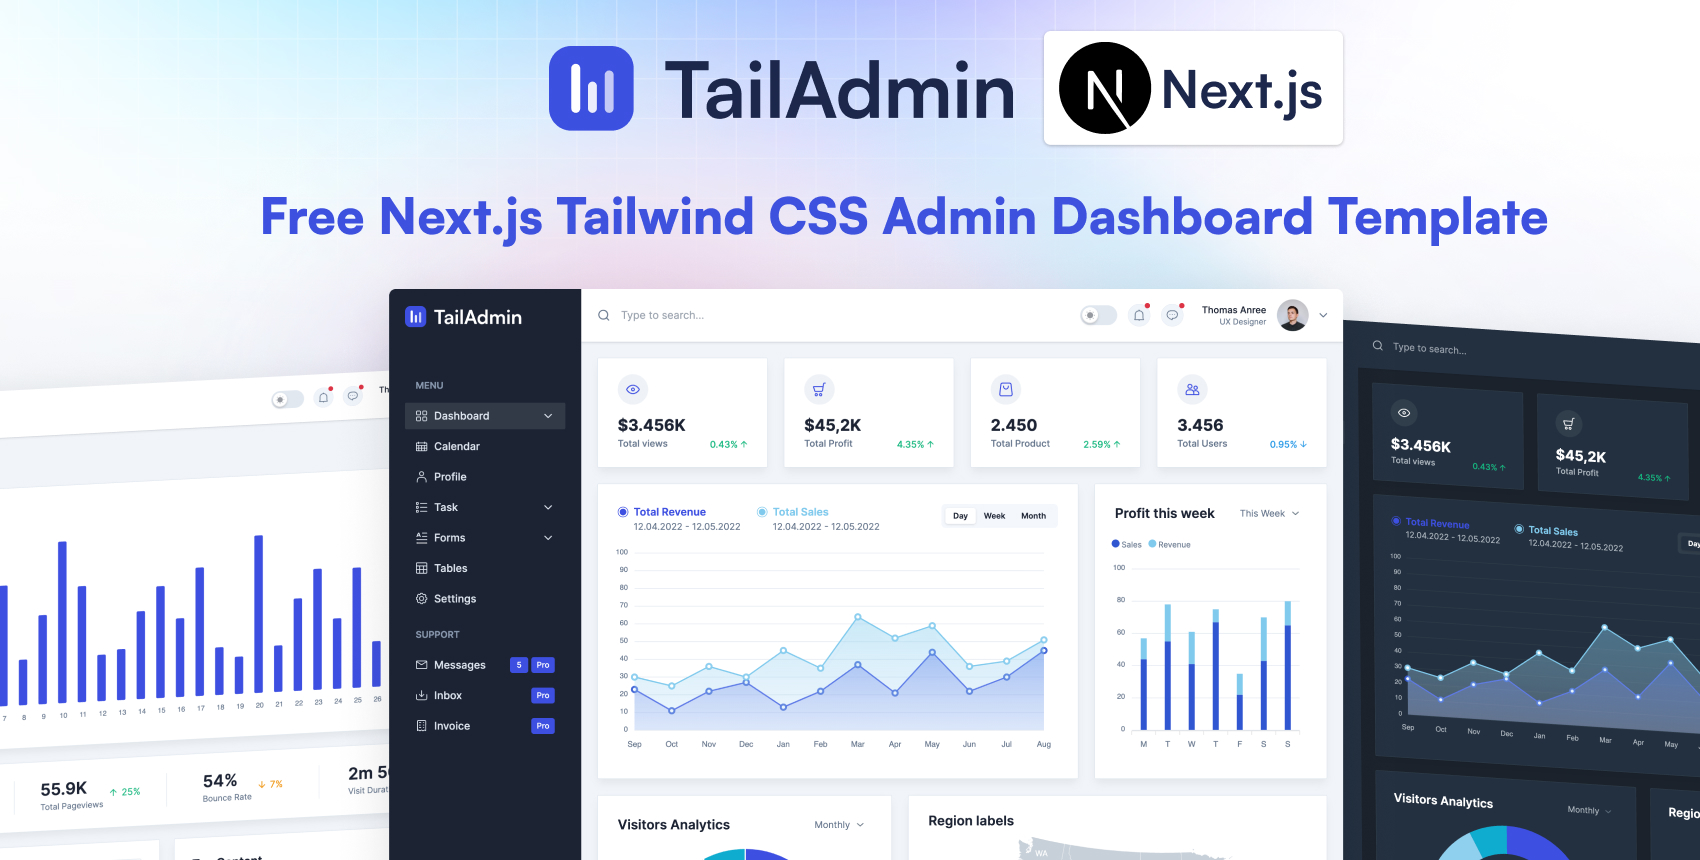 TailAdmin
Next.js
Free Next.js Tailwind CSS Admin Dashboard Template
TailAdmin
MENU
Dashboard
Calendar
Profile
Task
Forms
Tables
Settings
SUPPORT
Messages 5 Pro
Inbox Pro
Invoice Pro
Type to search...
Thomas Anree
UX Designer
$3.456K
Total views 0.43%
$45,2K
Total Profit 4.35%
2.450
Total Product 2.59%
3.456
Total Users 0.95%
Total Revenue
12.04.2022 - 12.05.2022
Total Sales
12.04.2022 - 12.05.2022
Day Week Month
100
90
80
70
60
50
40
30
20
10
0
Sep Oct Nov Dec Jan Feb Mar Apr May Jun Jul Aug
Profit this week This Week
Sales Revenue
100
80
60
40
20
0
M T W T F S S
Visitors Analytics Monthly
Region labels
WA
Th
7 8 9 10 11 12 13 14 15 16 17 18 19 20 21 22 23 24 25 26
55.9K 25%
Total Pageviews
54% 7%
Bounce Rate
2m 5
Visit Durat
Content
Type to search...
$3.456K
Total views 0.43%
$45,2K
Total Profit 4.35%
Total Revenue
12.04.2022 - 12.05.2022
Total Sales
12.04.2022 - 12.05.2022
Day
100
90
80
70
60
50
40
30
20
10
0
Sep Oct Nov Dec Jan Feb Mar Apr May
Visitors Analytics Monthly
Regio